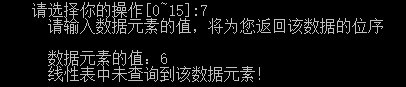 请选择你的操作[0~15]:7
请输入数据元素的值，将为您返回该数据的位序
数据元素的值：6
线性表中未查询到该数据元素!